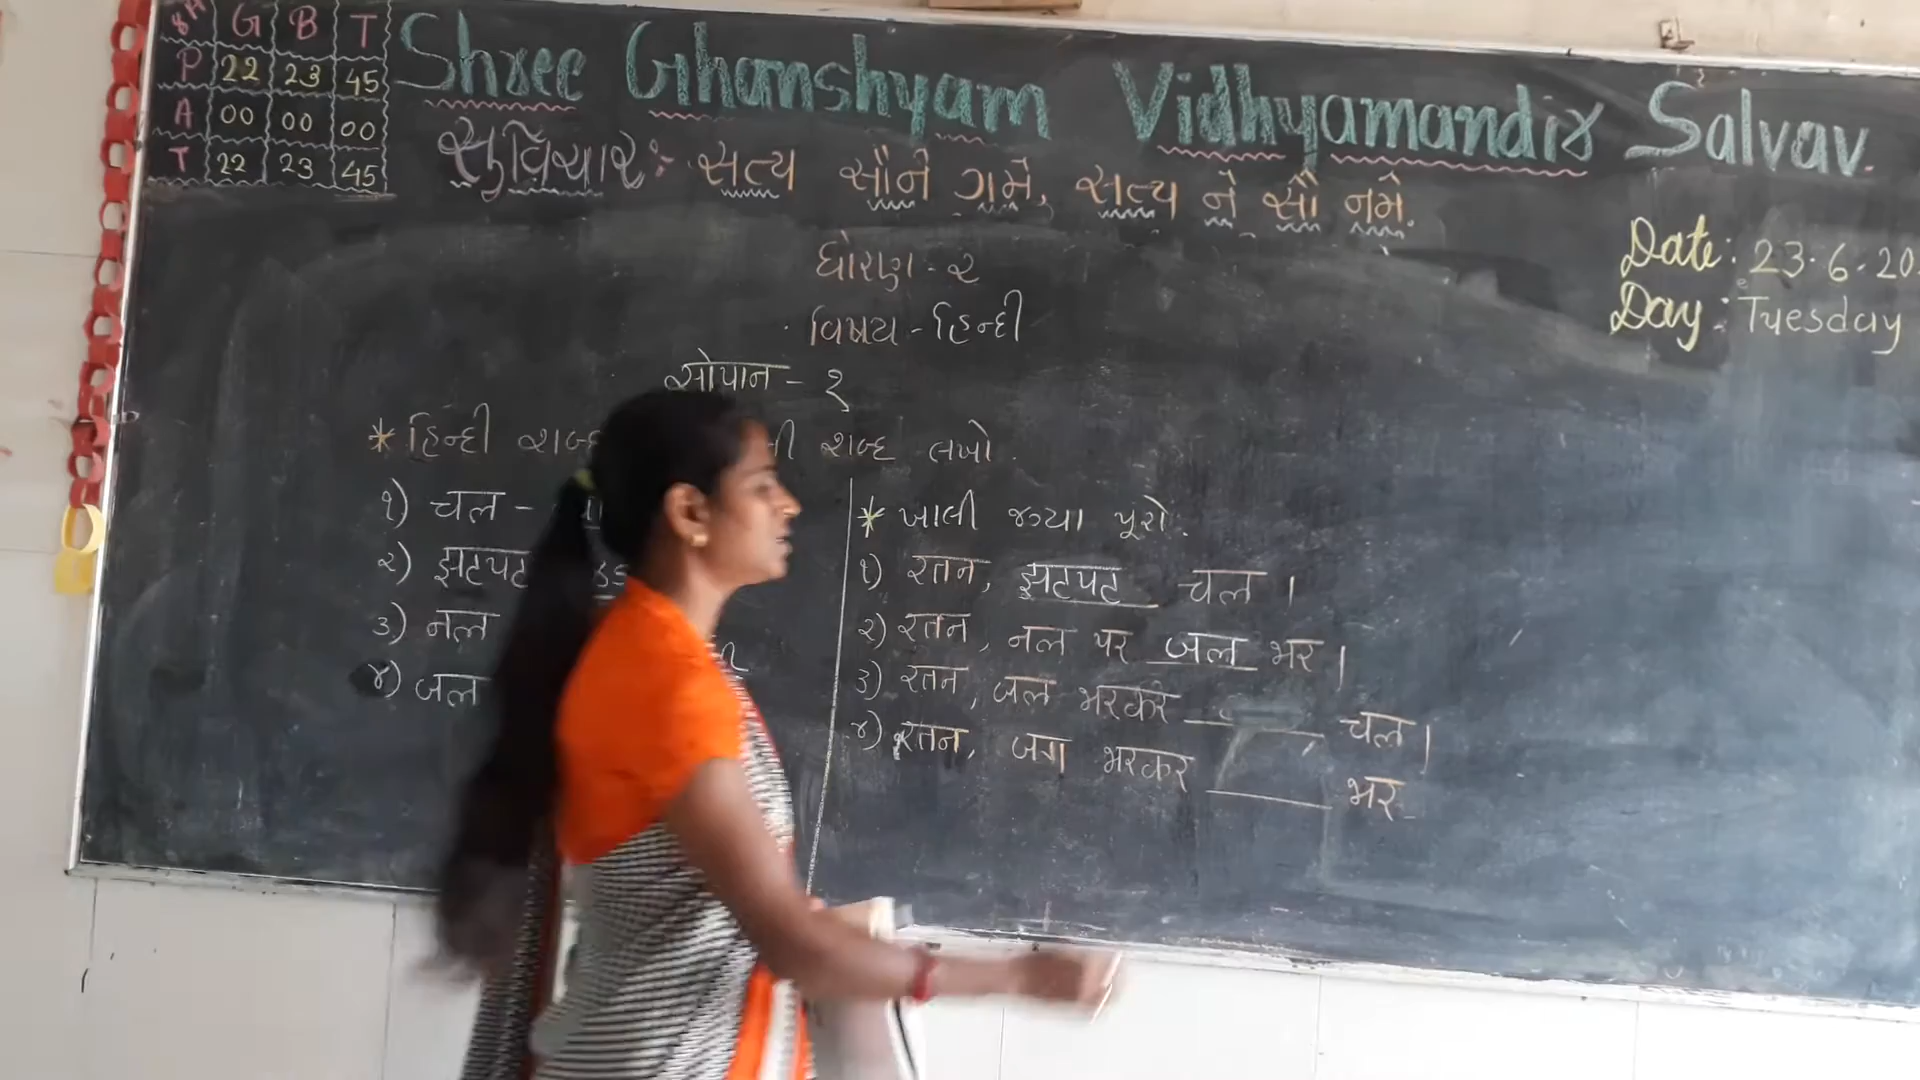 G B T
P 22 23 45
A 00 00 00
T 22 23 45
Shree Ghanshyam Vidhyamandir Salvav.
સુવિચાર:- સત્ય સૌને ગમે, સત્ય ને સૌ નમે.
Date: 23.6.20
Day: Tuesday
ધોરણ - ૨
વિષય - હિન્દી
सोपान - १
* હિન્દી શબ્દ શબ્દ લખો.
૧) चल -
૨) झटपट
૩) नल
૪) जल
* ખાલી જગ્યા પૂરો.
૧) रतन, झटपट चल ।
૨) रतन, नल पर जल भर ।
૩) रतन, जल भरकर ____ चल ।
૪) रतन, जग भरकर ____ भर